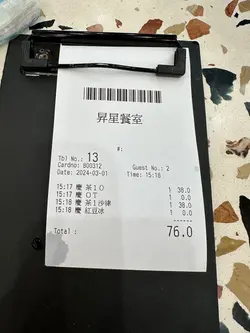 昇星餐室
F:
Tbl No.: 13
Cardno: 800312 Guest No.: 2
Date: 2024-03-01 Time: 15:18
15:17 慶 茶1O 1 38.0
15:17 慶 OT 1 0.0
15:18 慶 茶1沙律 1 38.0
15:18 慶 紅豆冰 1 0.0
Total : 76.0